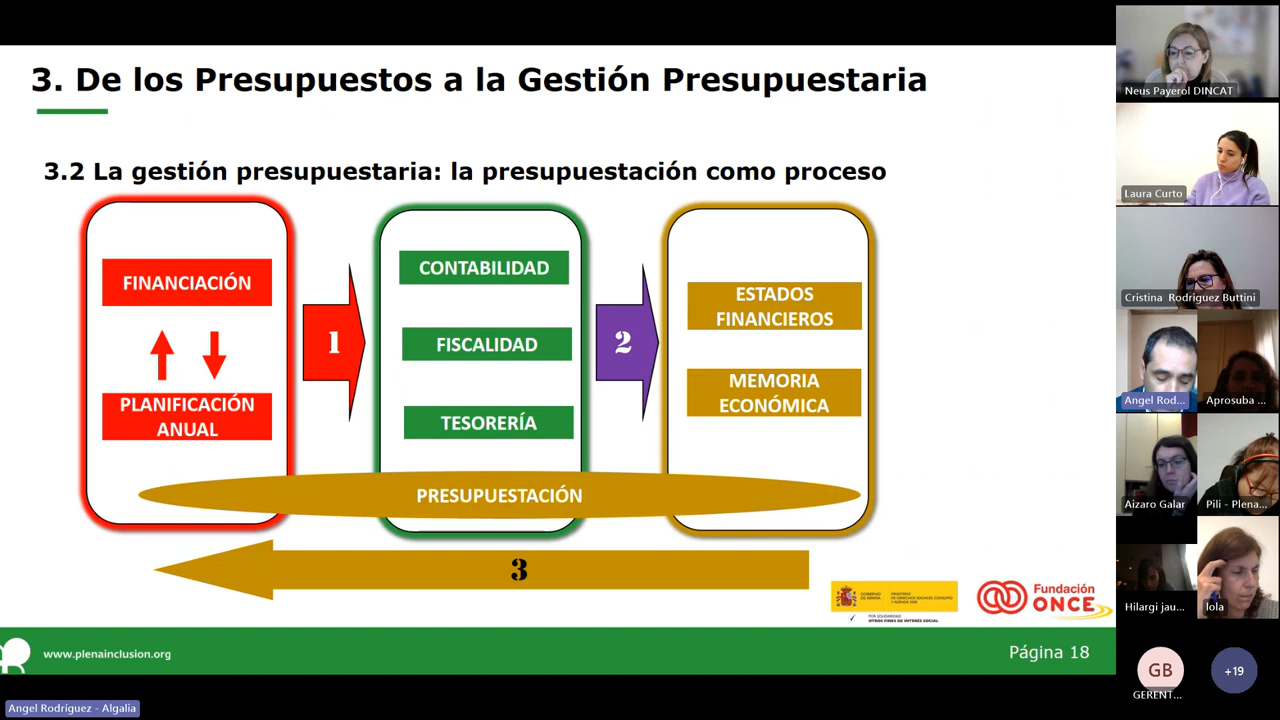 3. De los Presupuestos a la Gestión Presupuestaria
3.2 La gestión presupuestaria: la presupuestación como proceso
FINANCIACIÓN
PLANIFICACIÓN
ANUAL
1
CONTABILIDAD
FISCALIDAD
TESORERÍA
2
ESTADOS
FINANCIEROS
MEMORIA
ECONÓMICA
PRESUPUESTACIÓN
3
GOBIERNO
DE ESPAÑA
MINISTERIO
DE DERECHOS SOCIALES, CONSUMO
Y AGENDA 2030
POR SOLIDARIDAD
OTROS FINES DE INTERÉS SOCIAL
Fundación
ONCE
www.plenainclusion.org
Página 18
Angel Rodríguez - Algalia
Neus Payerol DINCAT
Laura Curto
Cristina Rodriguez Buttini
Angel Rod...
Aprosuba ...
Aizaro Galar
Pili - Plena...
Hilargi jau...
lola
GB
GERENT...
+19